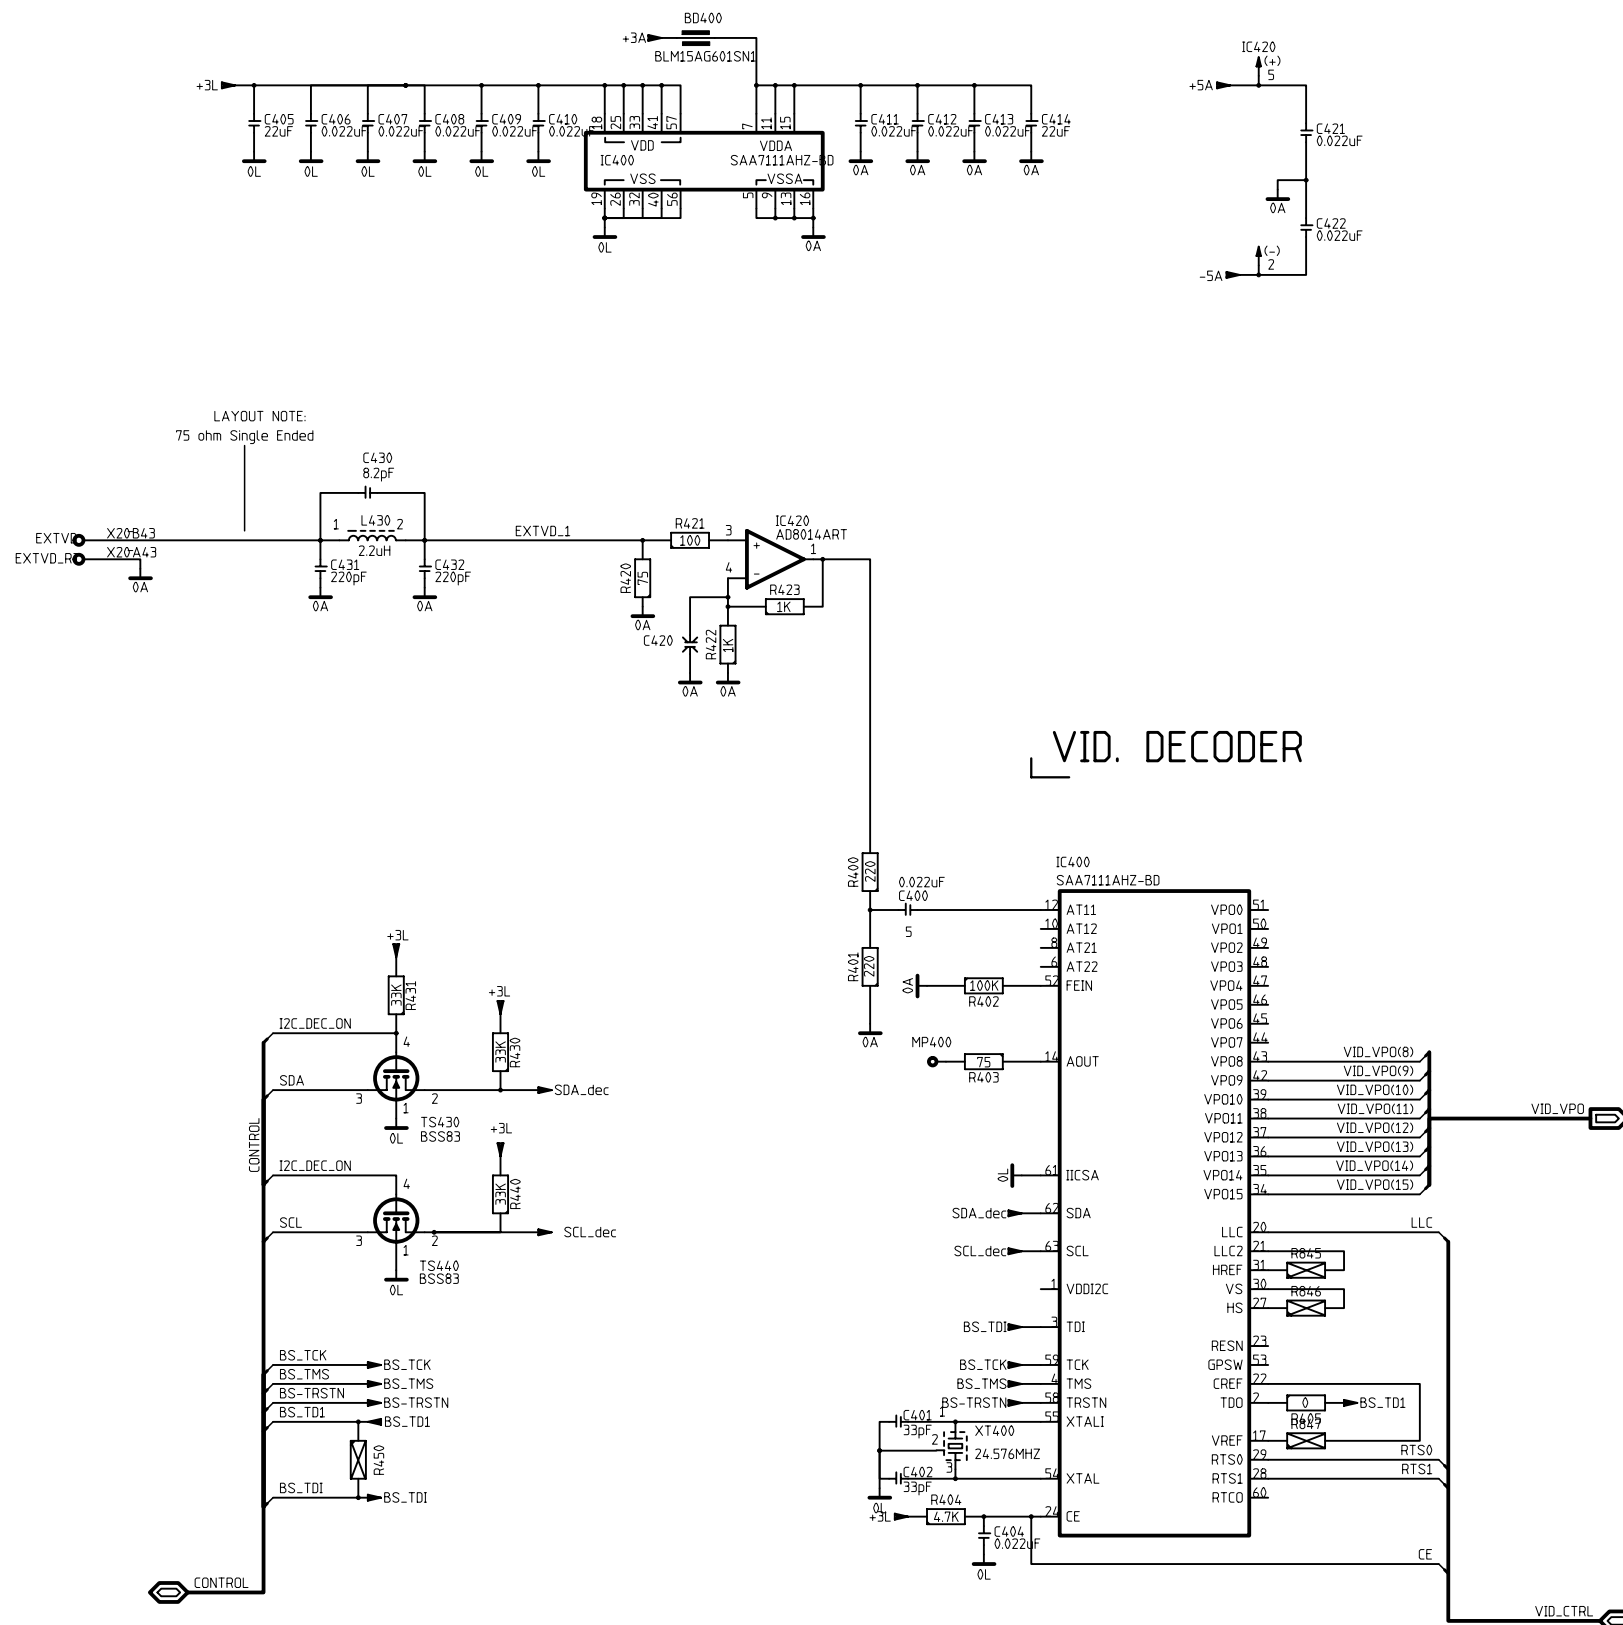 BD400
+3A
BLM15AG601SN1
+3L
C405
22uF
C406
0.022uF
C407
0.022uF
C408
0.022uF
C409
0.022uF
C410
0.022uF
18 25 33 41 57
7 11 15
VDD
VDDA
IC400
SAA7111AHZ-BD
VSS
VSSA
19 26 32 40 56
5 9 13 16
C411
0.022uF
C412
0.022uF
C413
0.022uF
C414
22uF
0L 0L 0L 0L 0L 0L
0A 0A 0A 0A
0L
0A
IC420
(+)
5
+5A
C421
0.022uF
0A
C422
0.022uF
(-)
2
-5A
LAYOUT NOTE:
75 ohm Single Ended
C430
8.2pF
EXTVD
X20-B43
EXTVD_R
X20-A43
0A
1 L430 2
2.2uH
C431
220pF
0A
C432
220pF
0A
EXTVD_1
R420
75
0A
R421
100
3
IC420
AD8014ART
+
1
4
-
R423
1K
C420
R422
1K
0A
0A
VID. DECODER
R400
220
0.022uF
C400
5
R401
220
0A
IC400
SAA7111AHZ-BD
12 AT11
10 AT12
8 AT21
6 AT22
52 FEIN
0A
100K
R402
MP400
75
R403
14 AOUT
0L
61 IICSA
SDA_dec
62 SDA
SCL_dec
63 SCL
1 VDDI2C
BS_TDI
3 TDI
BS_TCK
59 TCK
BS_TMS
4 TMS
BS-TRSTN
58 TRSTN
55 XTALI
C401
33pF
1
2
3
XT400
24.576MHZ
C402
33pF
54 XTAL
0L
+3L
R404
4.7K
24 CE
C404
0.022uF
0L
VPO0 51
VPO1 50
VPO2 49
VPO3 48
VPO4 47
VPO5 46
VPO6 45
VPO7 44
VPO8 43 VID_VPO(8)
VPO9 42 VID_VPO(9)
VPO10 39 VID_VPO(10)
VPO11 38 VID_VPO(11)
VPO12 37 VID_VPO(12)
VPO13 36 VID_VPO(13)
VPO14 35 VID_VPO(14)
VPO15 34 VID_VPO(15)
VID_VPO
LLC 20 LLC
LLC2 21
R845
HREF 31
VS 30
R846
HS 27
RESN 23
GPSW 53
CREF 22
TDO 2
0
BS_TD1
R405
R847
VREF 17
RTS0 29 RTS0
RTS1 28 RTS1
RTCO 60
CE
VID_CTRL
+3L
33K
R431
I2C_DEC_ON
4
SDA
3
1
2
0L
TS430
BSS83
+3L
33K
R430
SDA_dec
CONTROL
I2C_DEC_ON
4
SCL
3
1
2
0L
TS440
BSS83
+3L
33K
R440
SCL_dec
BS_TCK
BS_TCK
BS_TMS
BS_TMS
BS-TRSTN
BS-TRSTN
BS_TD1
BS_TD1
R450
BS_TDI
BS_TDI
CONTROL